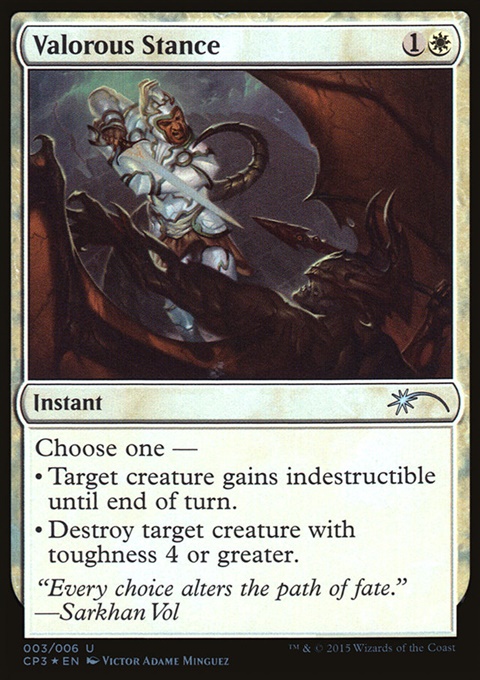 Valorous Stance 1
Instant
Choose one —
• Target creature gains indestructible
until end of turn.
• Destroy target creature with
toughness 4 or greater.
“Every choice alters the path of fate.”
—Sarkhan Vol
003/006 U
CP3 ★ EN Victor Adame Minguez
™ & © 2015 Wizards of the Coast